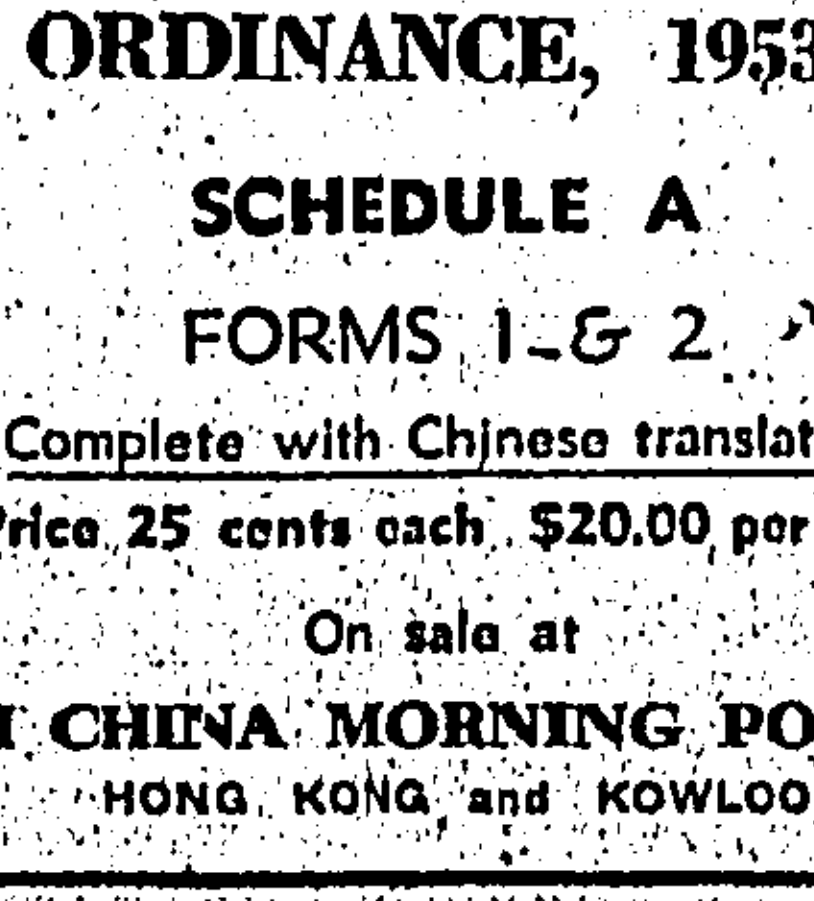 ORDINANCE, 1953
SCHEDULE A
FORMS 1 & 2
Complete with Chinese translat
Price 25 cents each. $20.00 per
On sale at
H CHINA MORNING PO
HONG KONG and KOWLOO